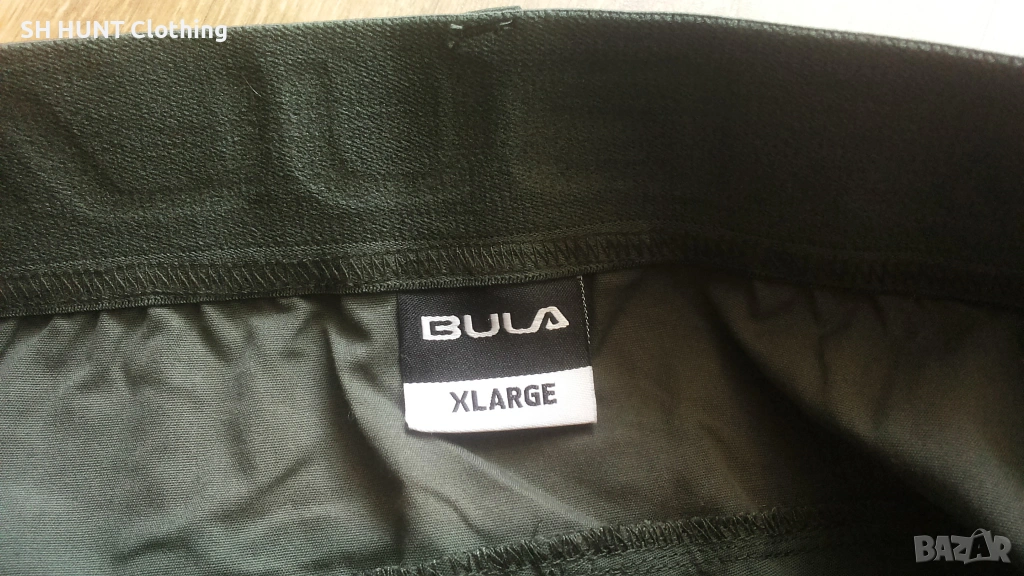 SH HUNT Clothing
BULA
XLARGE
BAZAR